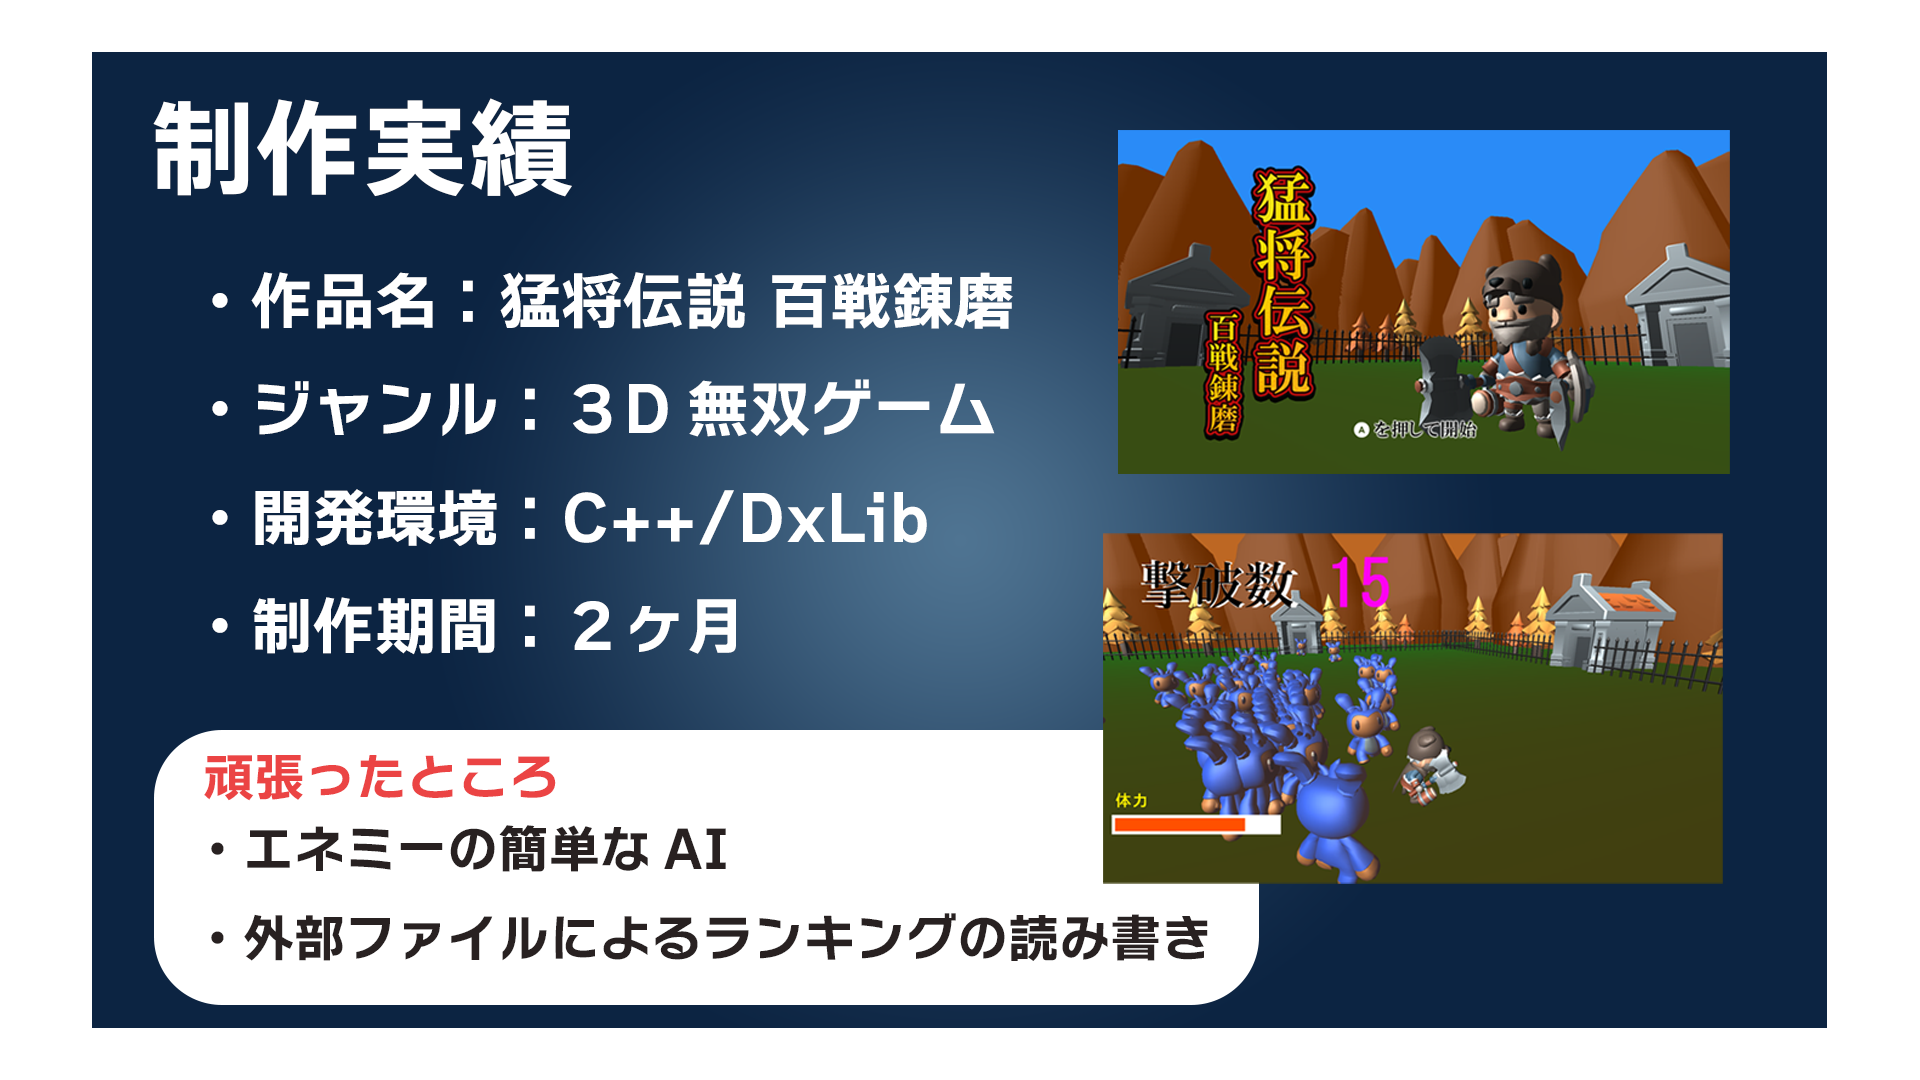 制作実績
・作品名：猛将伝説 百戦錬磨
・ジャンル：３D 無双ゲーム
・開発環境：C++/DxLib
・制作期間：２ヶ月
頑張ったところ
・エネミーの簡単な AI
・外部ファイルによるランキングの読み書き
猛将伝説
百戦錬磨
Aを押して開始
撃破数 15
体力